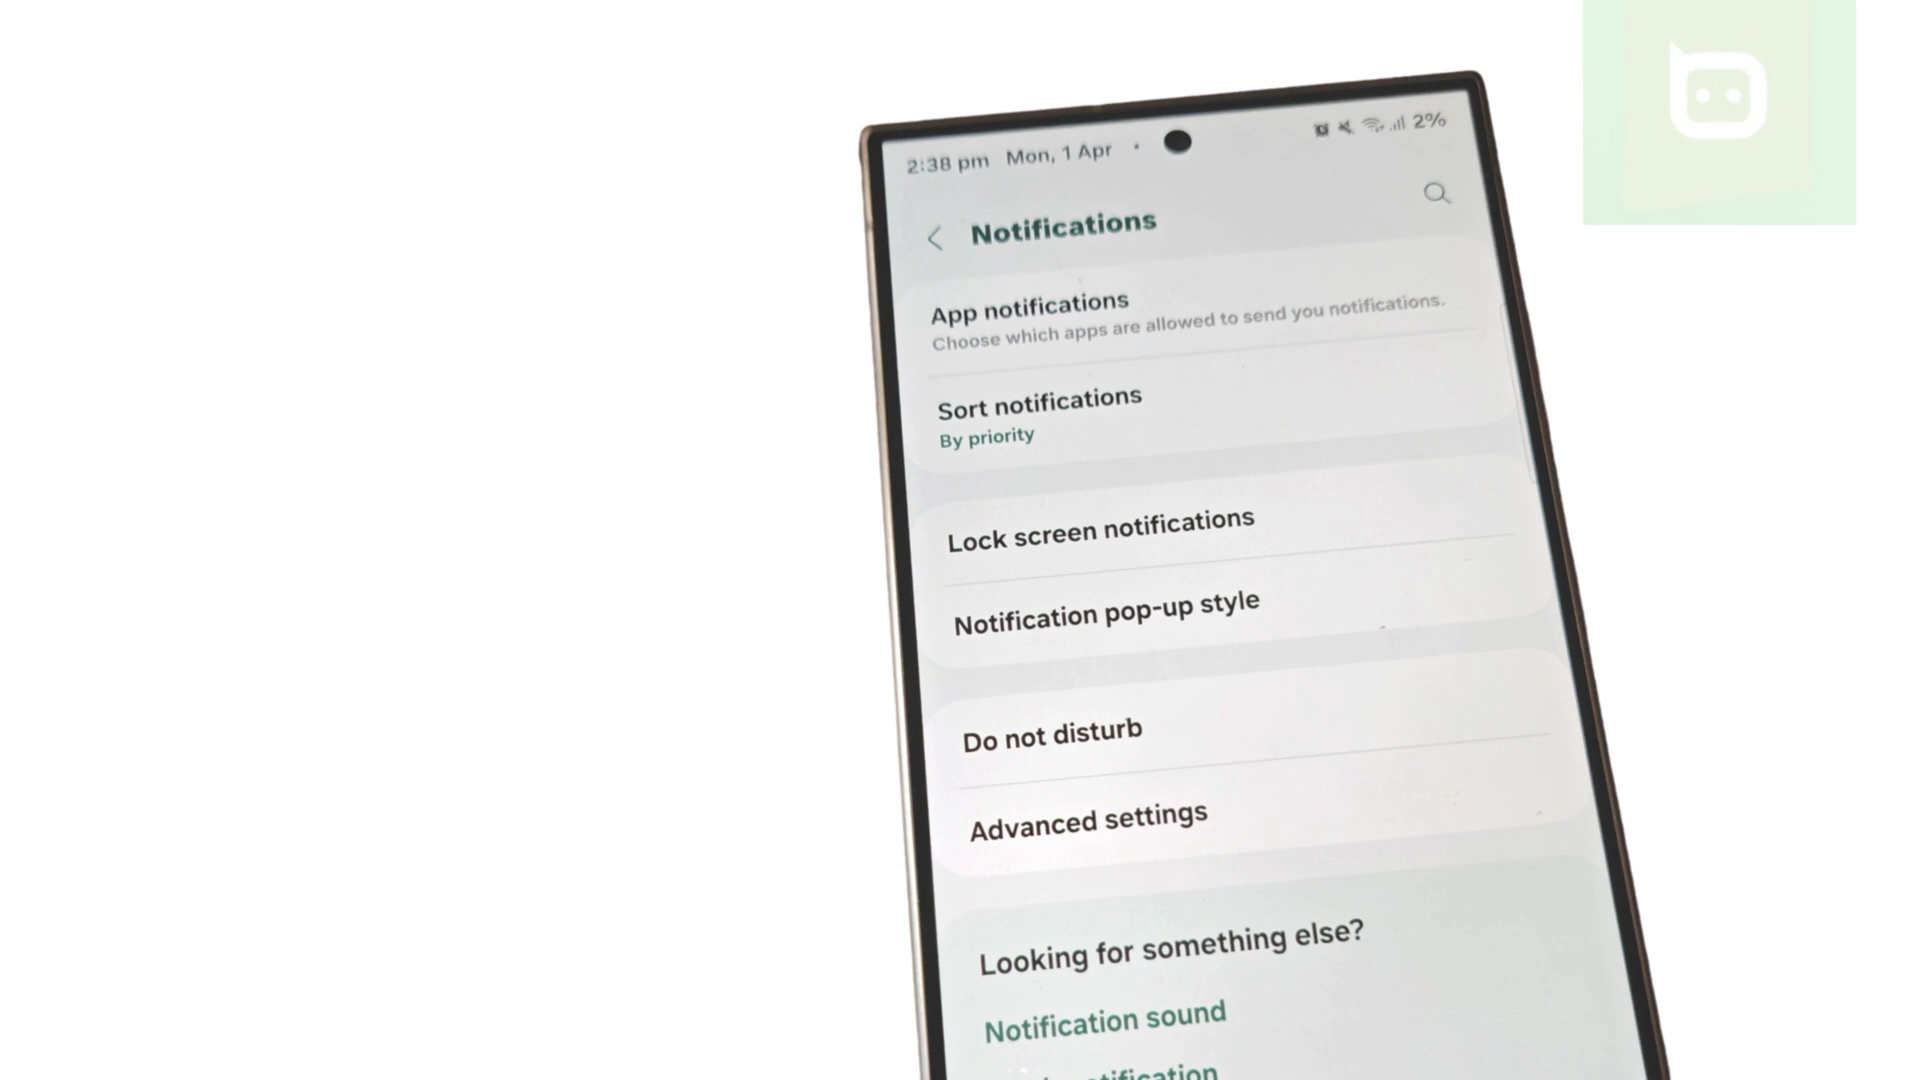 2:38 pm Mon, 1 Apr 2%
Notifications
App notifications
Choose which apps are allowed to send you notifications.
Sort notifications
By priority
Lock screen notifications
Notification pop-up style
Do not disturb
Advanced settings
Looking for something else?
Notification sound